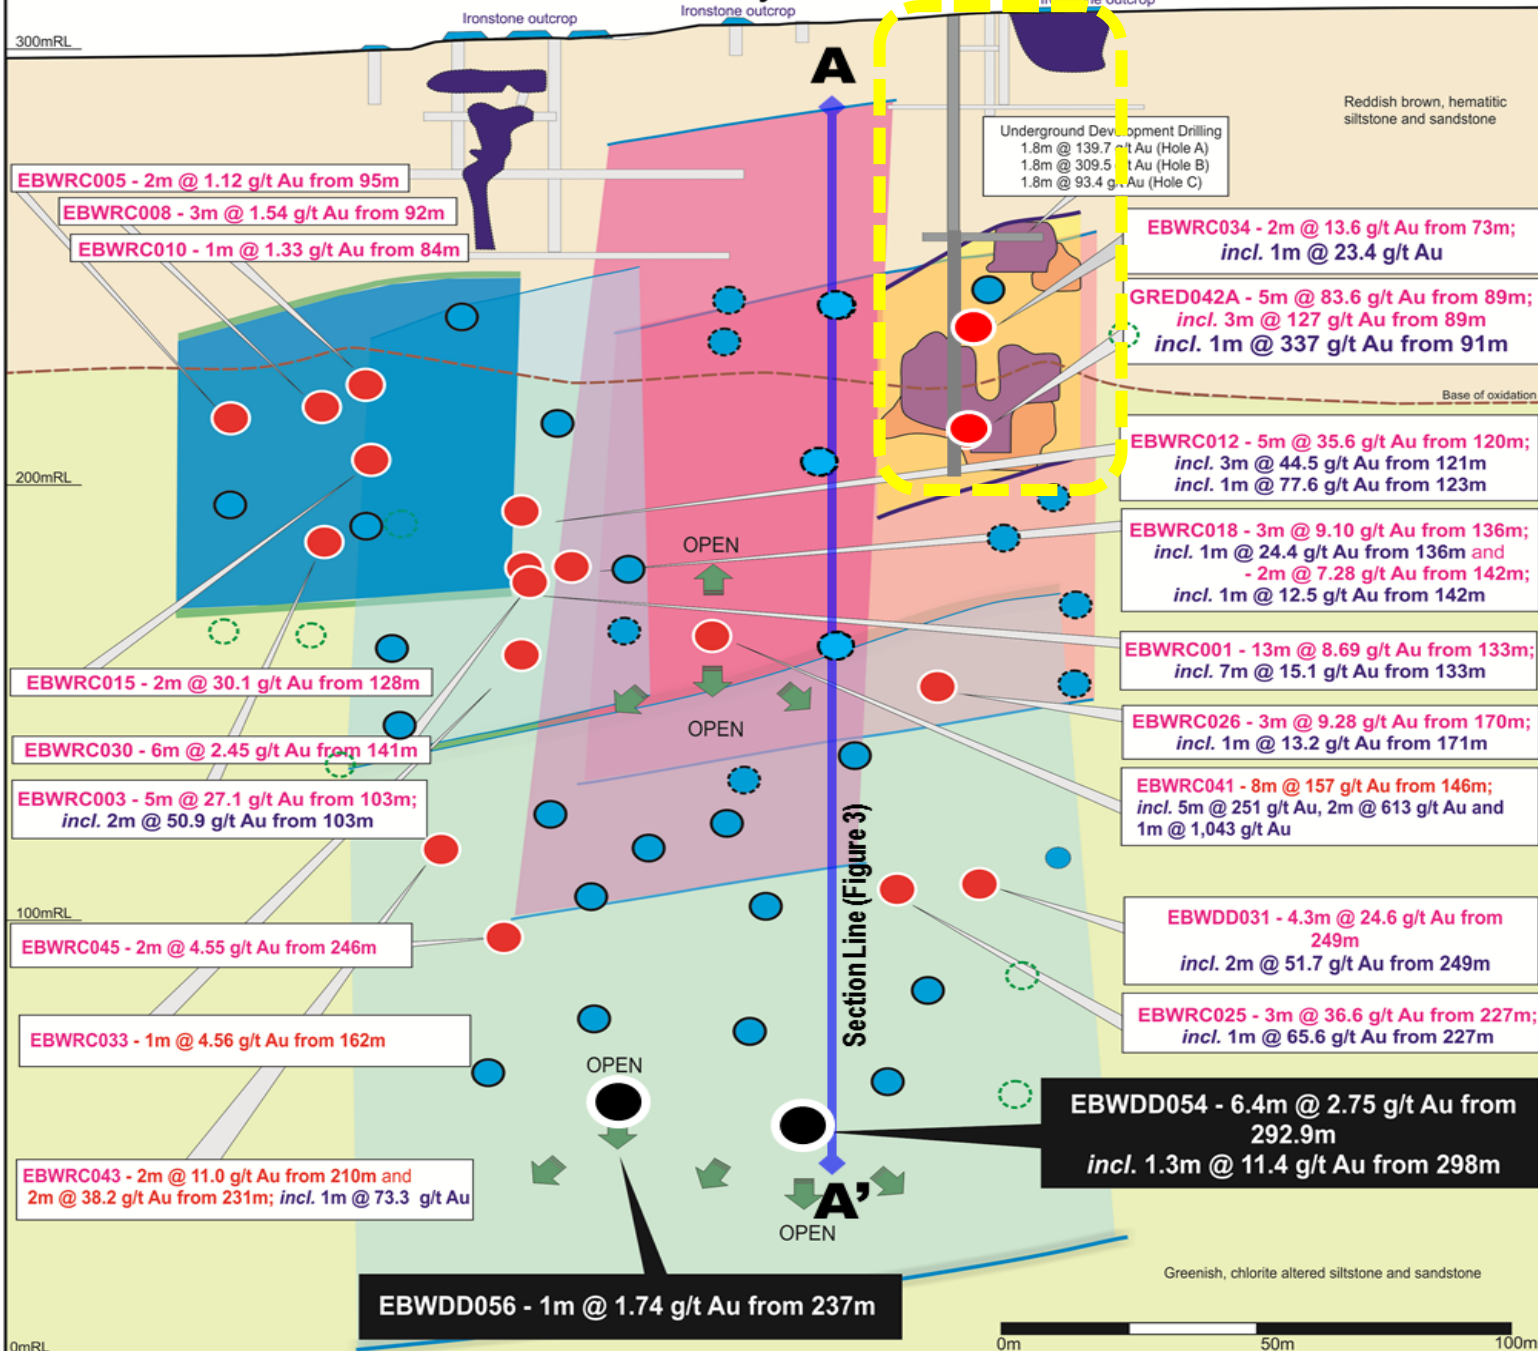 Ironstone outcrop
Ironstone outcrop
Ironstone outcrop
300mRL
A
Reddish brown, hematitic
siltstone and sandstone
Underground Development Drilling
1.8m @ 139.7 g/t Au (Hole A)
1.8m @ 309.5 g/t Au (Hole B)
1.8m @ 93.4 g/t Au (Hole C)
EBWRC005 - 2m @ 1.12 g/t Au from 95m
EBWRC008 - 3m @ 1.54 g/t Au from 92m
EBWRC010 - 1m @ 1.33 g/t Au from 84m
EBWRC034 - 2m @ 13.6 g/t Au from 73m;
incl. 1m @ 23.4 g/t Au
GRED042A - 5m @ 83.6 g/t Au from 89m;
incl. 3m @ 127 g/t Au from 89m
incl. 1m @ 337 g/t Au from 91m
Base of oxidation
200mRL
EBWRC012 - 5m @ 35.6 g/t Au from 120m;
incl. 3m @ 44.5 g/t Au from 121m
incl. 1m @ 77.6 g/t Au from 123m
OPEN
EBWRC018 - 3m @ 9.10 g/t Au from 136m;
incl. 1m @ 24.4 g/t Au from 136m and
- 2m @ 7.28 g/t Au from 142m;
incl. 1m @ 12.5 g/t Au from 142m
EBWRC001 - 13m @ 8.69 g/t Au from 133m;
incl. 7m @ 15.1 g/t Au from 133m
EBWRC015 - 2m @ 30.1 g/t Au from 128m
OPEN
EBWRC026 - 3m @ 9.28 g/t Au from 170m;
incl. 1m @ 13.2 g/t Au from 171m
EBWRC030 - 6m @ 2.45 g/t Au from 141m
EBWRC003 - 5m @ 27.1 g/t Au from 103m;
incl. 2m @ 50.9 g/t Au from 103m
EBWRC041 - 8m @ 157 g/t Au from 146m;
incl. 5m @ 251 g/t Au, 2m @ 613 g/t Au and
1m @ 1,043 g/t Au
Section Line (Figure 3)
100mRL
EBWRC045 - 2m @ 4.55 g/t Au from 246m
EBWDD031 - 4.3m @ 24.6 g/t Au from
249m
incl. 2m @ 51.7 g/t Au from 249m
EBWRC033 - 1m @ 4.56 g/t Au from 162m
EBWRC025 - 3m @ 36.6 g/t Au from 227m;
incl. 1m @ 65.6 g/t Au from 227m
OPEN
EBWDD054 - 6.4m @ 2.75 g/t Au from
292.9m
incl. 1.3m @ 11.4 g/t Au from 298m
EBWRC043 - 2m @ 11.0 g/t Au from 210m and
2m @ 38.2 g/t Au from 231m; incl. 1m @ 73.3 g/t Au
A’
OPEN
Greenish, chlorite altered siltstone and sandstone
EBWDD056 - 1m @ 1.74 g/t Au from 237m
0mRL
0m 50m 100m